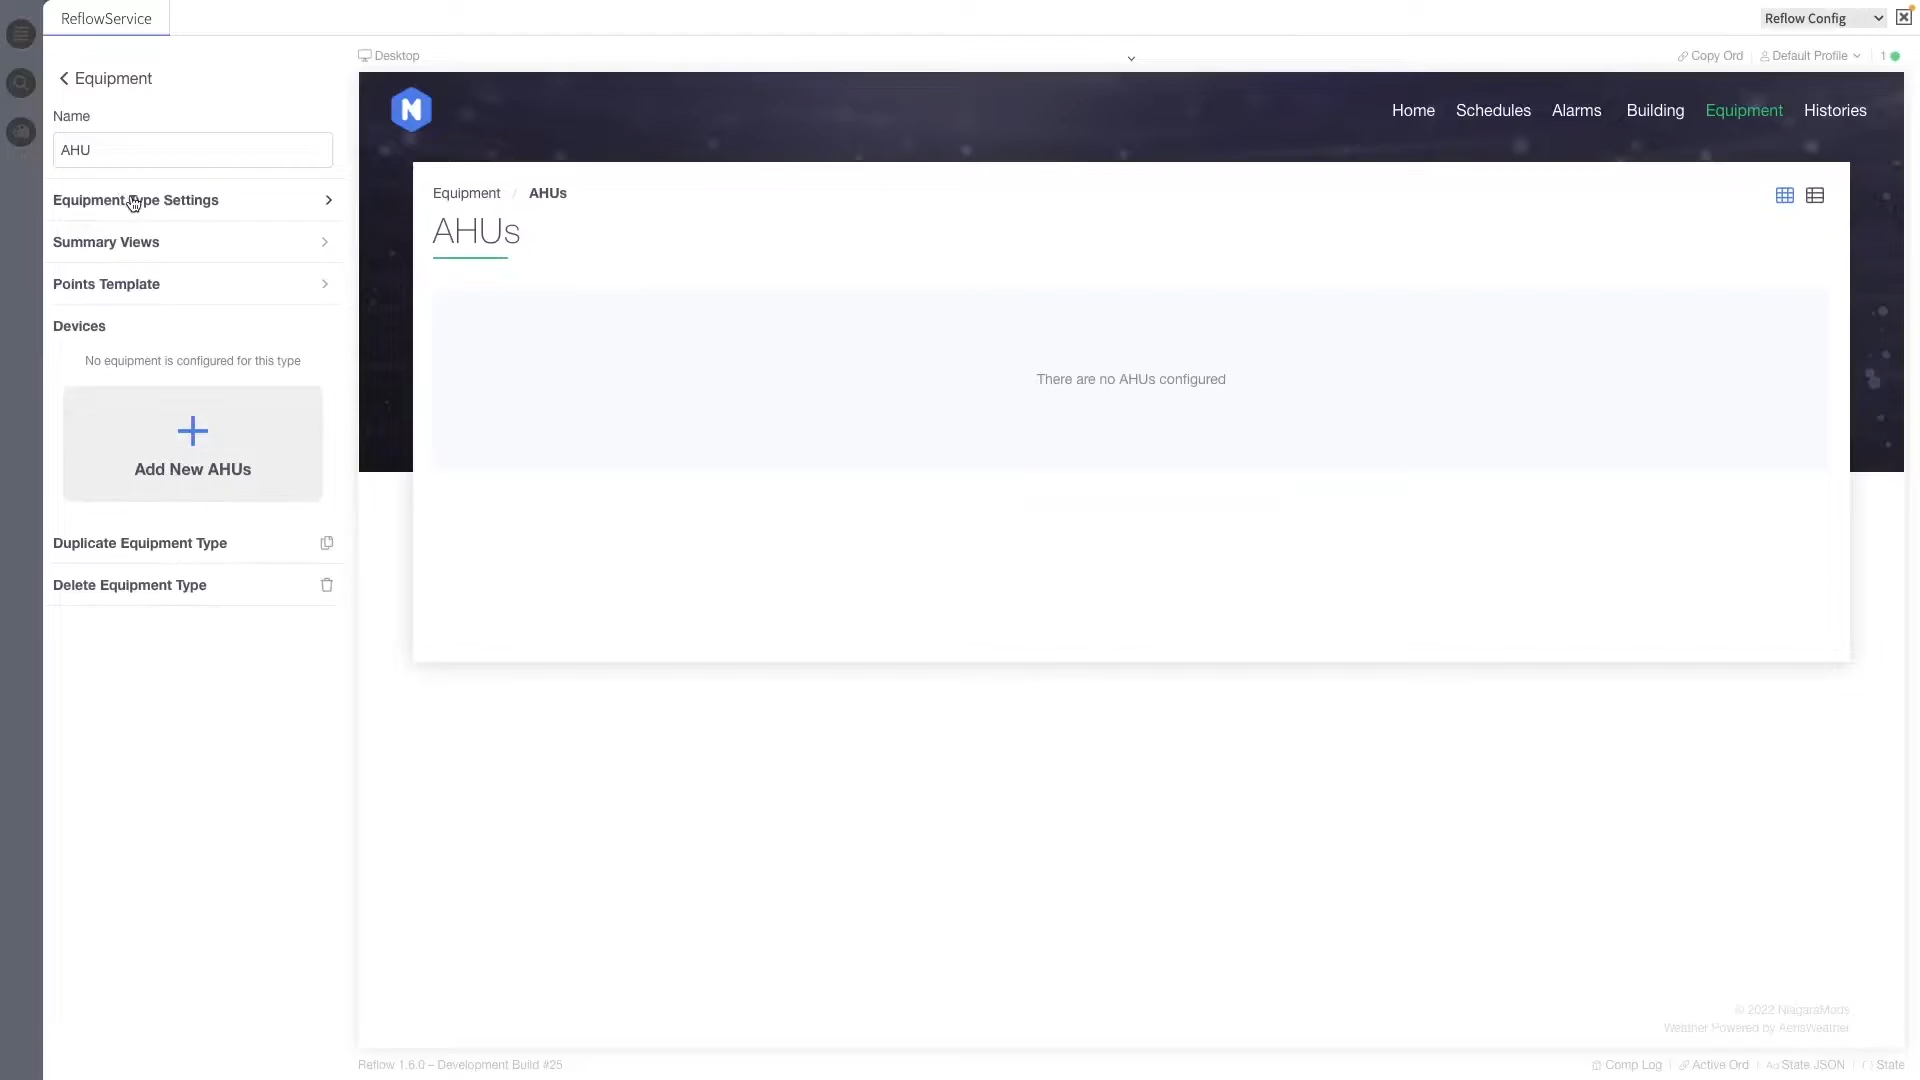 ReflowService
Reflow Config
Desktop
Copy Ord
Default Profile
1
Equipment
Name
AHU
Equipment Type Settings
Summary Views
Points Template
Devices
No equipment is configured for this type
Add New AHUs
Duplicate Equipment Type
Delete Equipment Type
N
Home Schedules Alarms Building Equipment Histories
Equipment / AHUs
AHUs
There are no AHUs configured
© 2022 NiagaraMods
Weather Powered by AerisWeather
Reflow 1.6.0 – Development Build #25
Comp Log
Active Ord
State JSON
State